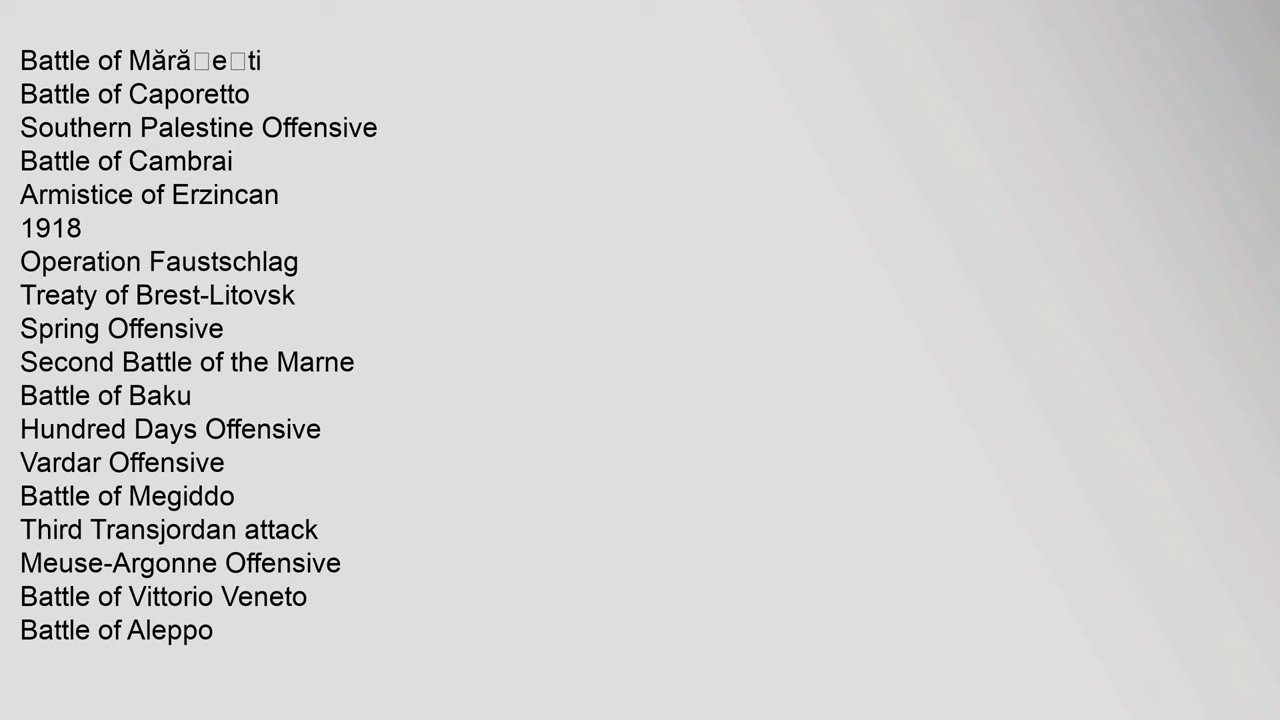 Battle of Mără□e□ti
Battle of Caporetto
Southern Palestine Offensive
Battle of Cambrai
Armistice of Erzincan
1918
Operation Faustschlag
Treaty of Brest-Litovsk
Spring Offensive
Second Battle of the Marne
Battle of Baku
Hundred Days Offensive
Vardar Offensive
Battle of Megiddo
Third Transjordan attack
Meuse-Argonne Offensive
Battle of Vittorio Veneto
Battle of Aleppo